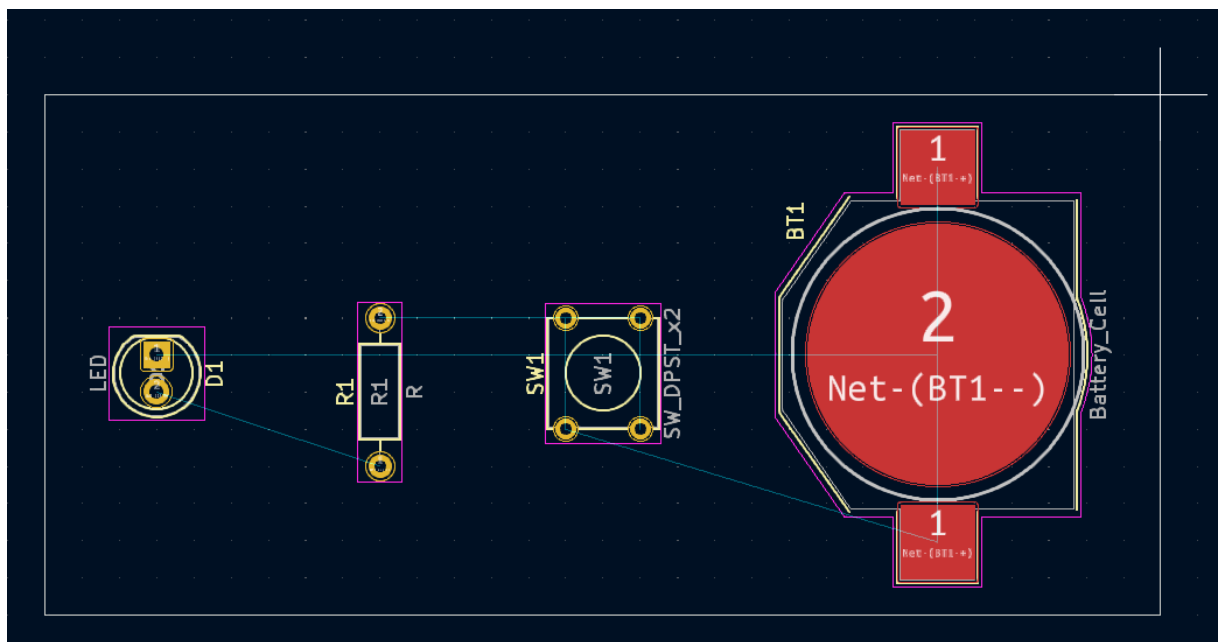 LED
D1
R1
R1
R
SW1
SW1
SW_DPST_x2
BT1
1
Net-(BT1-+)
2
Net-(BT1--)
1
Net-(BT1-+)
Battery_Cell